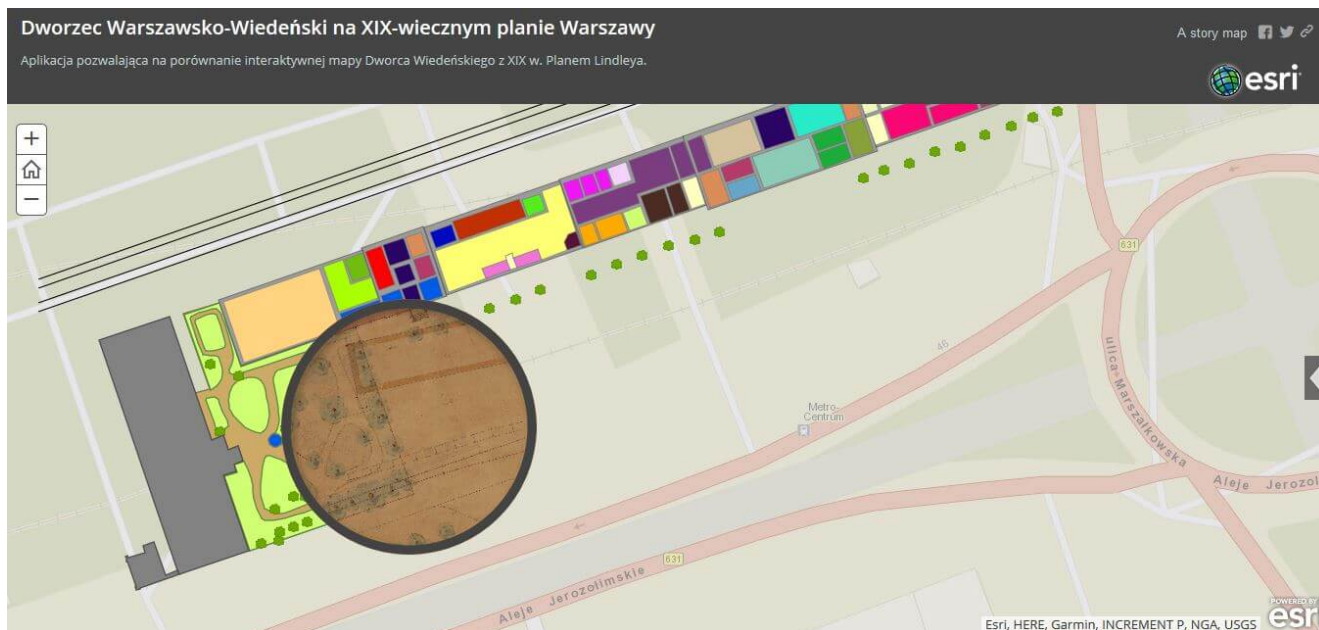 Dworzec Warszawsko-Wiedeński na XIX-wiecznym planie Warszawy
A story map
Aplikacja pozwalająca na porównanie interaktywnej mapy Dworca Wiedeńskiego z XIX w. Planem Lindleya.
esri
+
−
631
46
ulica Marszałkowska
Metro-
Centrum
Aleje Jerozol
631
Aleje Jerozolimskie
POWERED BY
esri
Esri, HERE, Garmin, INCREMENT P, NGA, USGS